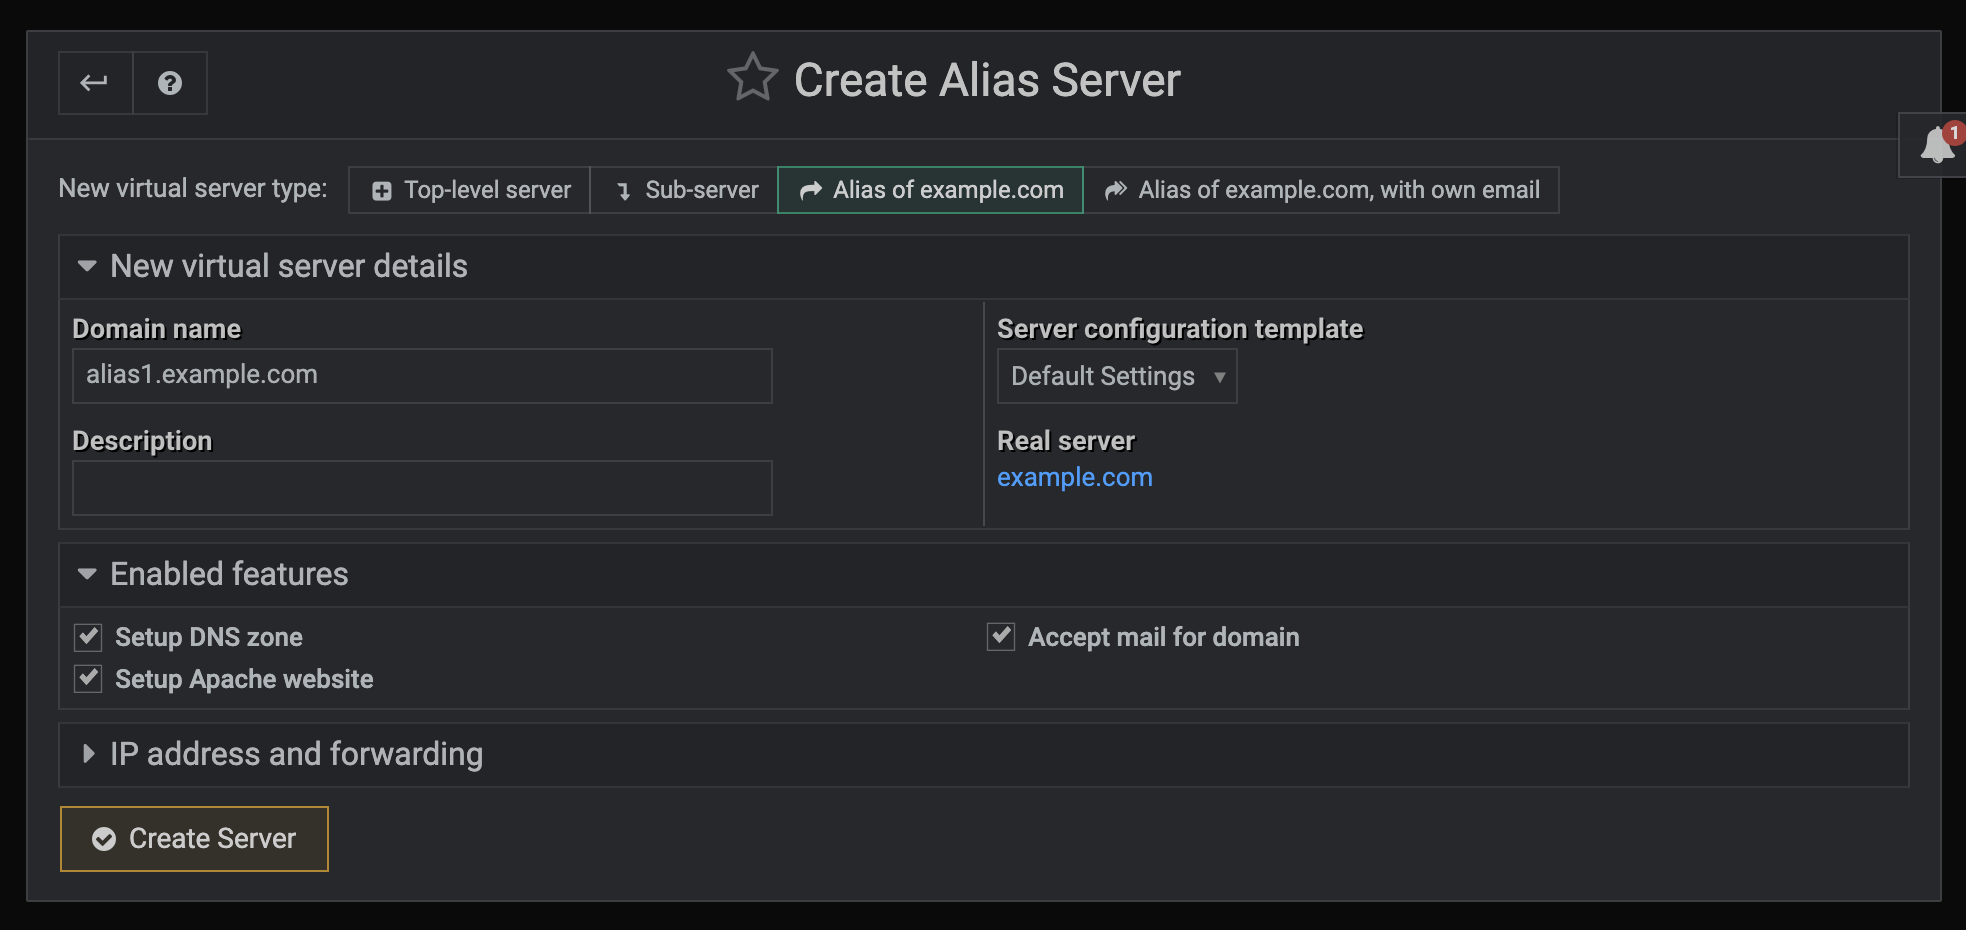 Create Alias Server
1
New virtual server type: Top-level server Sub-server Alias of example.com Alias of example.com, with own email
New virtual server details
Domain name
alias1.example.com
Description
Server configuration template
Default Settings
Real server
example.com
Enabled features
Setup DNS zone
Accept mail for domain
Setup Apache website
IP address and forwarding
Create Server